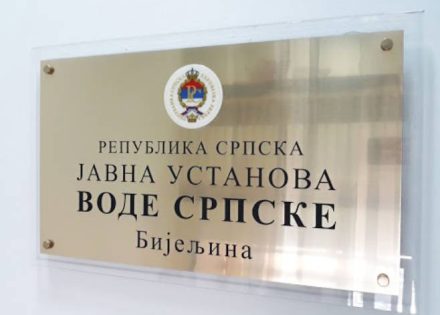 РЕПУБЛИКА СРПСКА
ЈАВНА УСТАНОВА
ВОДЕ СРПСКЕ
Бијељина